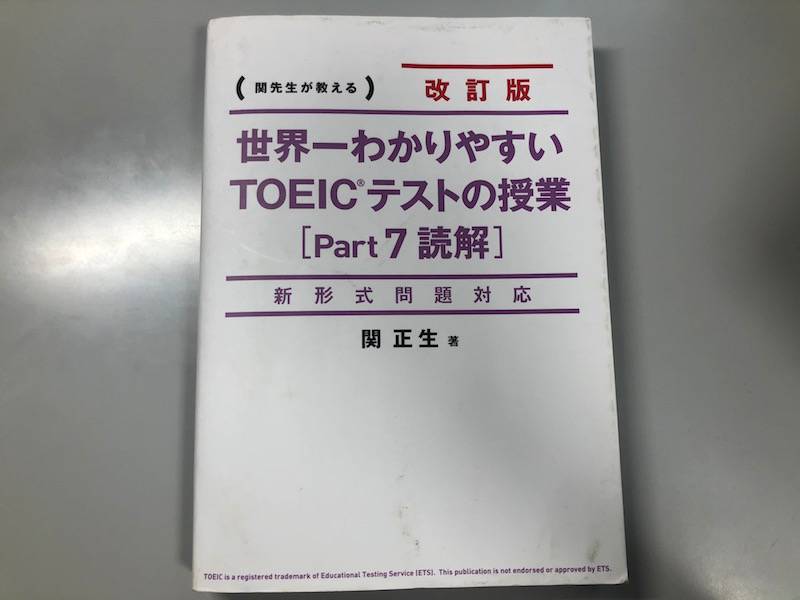 (関先生が教える)
改訂版
世界一わかりやすい
TOEIC®テストの授業
[Part 7 読解]
新形式問題対応
関 正生 著
TOEIC is a registered trademark of Educational Testing Service (ETS). This publication is not endorsed or approved by ETS.